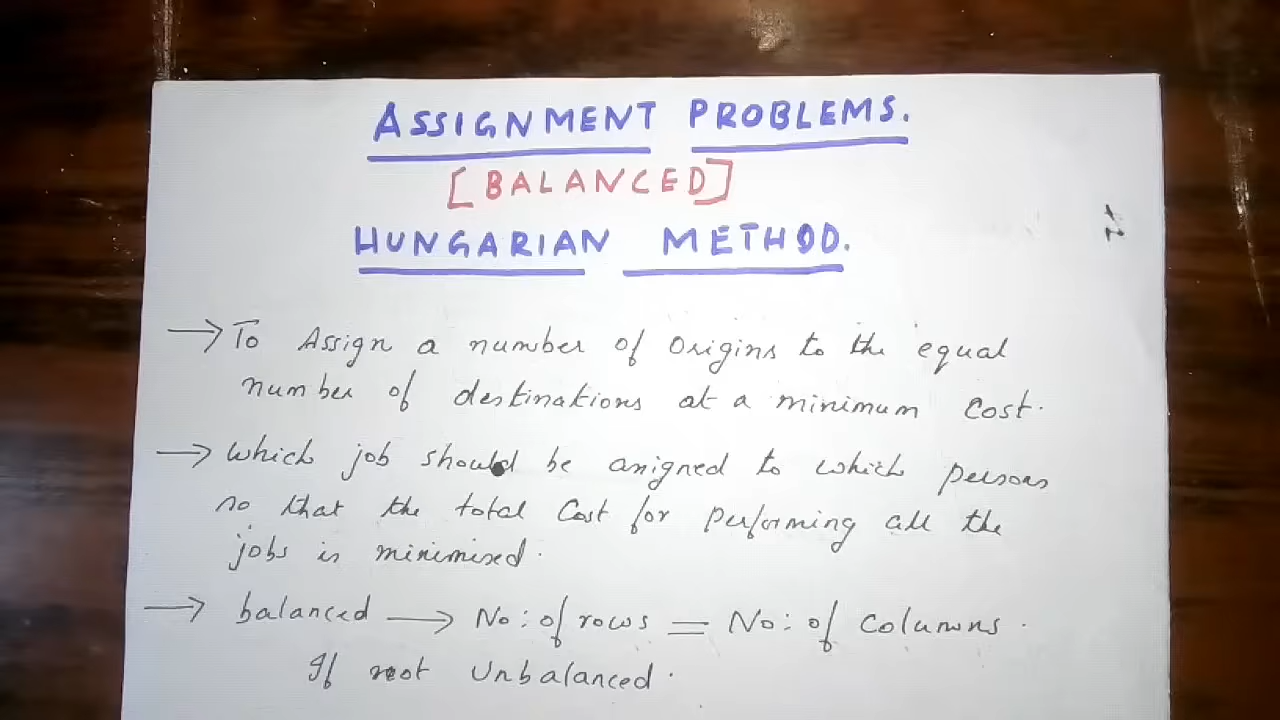 ASSIGNMENT PROBLEMS.
[BALANCED]
HUNGARIAN METHOD.
→ To Assign a number of origins to the equal
number of destinations at a minimum cost.
→ Which job should be assigned to which person
so that the total cost for performing all the
jobs is minimized.
→ balanced → No: of rows = No: of columns.
If not Unbalanced.